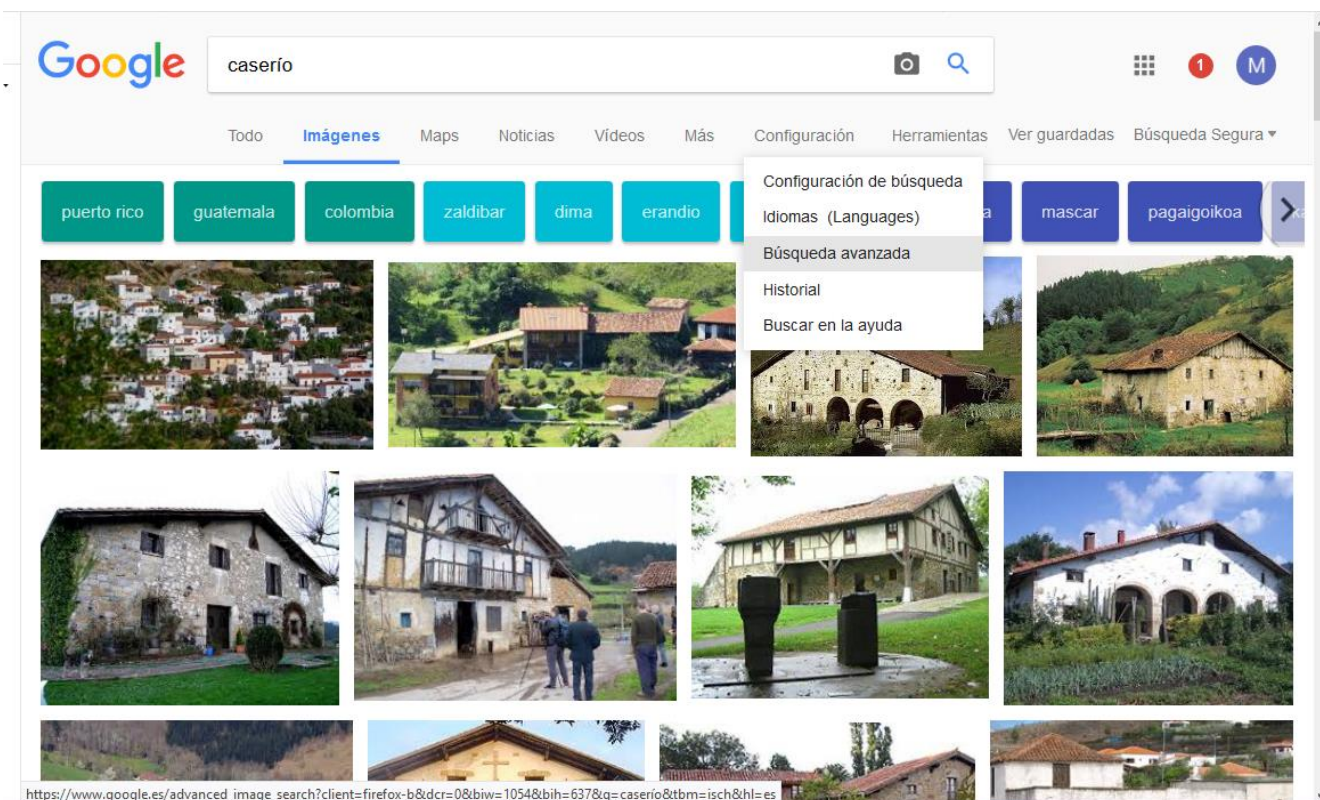 Google
caserío
1
M
Todo Imágenes Maps Noticias Vídeos Más Configuración Herramientas Ver guardadas Búsqueda Segura
Configuración de búsqueda
Idiomas (Languages)
Búsqueda avanzada
Historial
Buscar en la ayuda
puerto rico guatemala colombia zaldibar dima erandio a mascar pagaigoikoa
https://www.google.es/advanced_image_search?client=firefox-b&dcr=0&biw=1054&bih=637&q=caserío&tbm=isch&hl=es